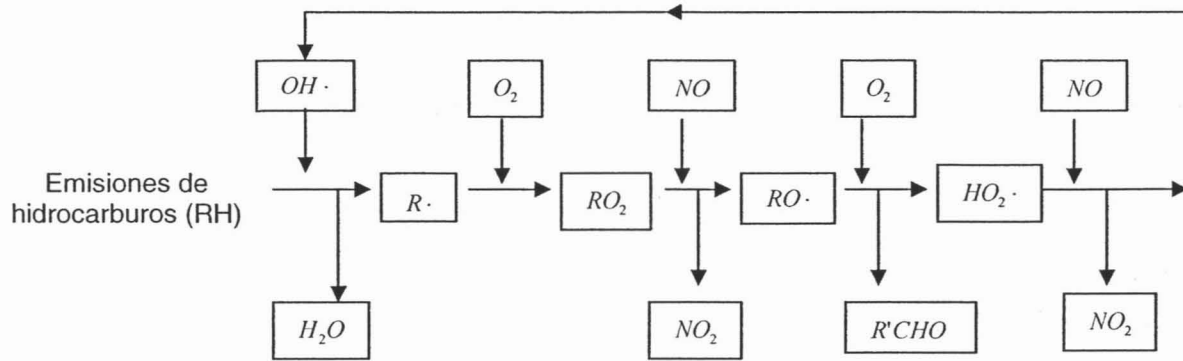 OH·
O₂
NO
O₂
NO
Emisiones de
hidrocarburos (RH)
R·
RO₂
RO·
HO₂·
H₂O
NO₂
R'CHO
NO₂